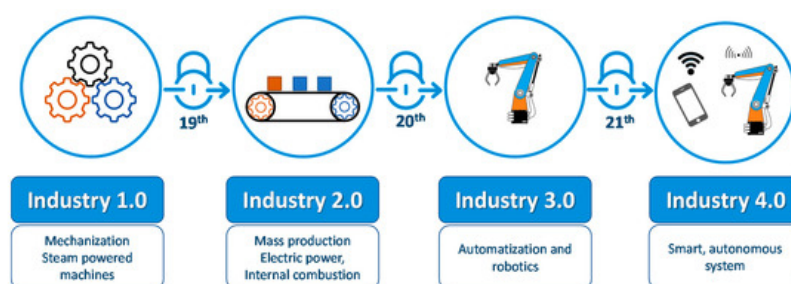 19th
20th
21th
Industry 1.0
Industry 2.0
Industry 3.0
Industry 4.0
Mechanization
Steam powered
machines
Mass production
Electric power,
Internal combustion
Automatization and
robotics
Smart, autonomous
system